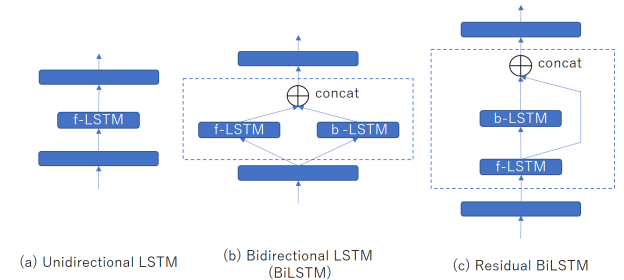 f-LSTM
(a) Unidirectional LSTM
concat
f-LSTM
b -LSTM
(b) Bidirectional LSTM
(BiLSTM)
concat
b-LSTM
f-LSTM
(c) Residual BiLSTM